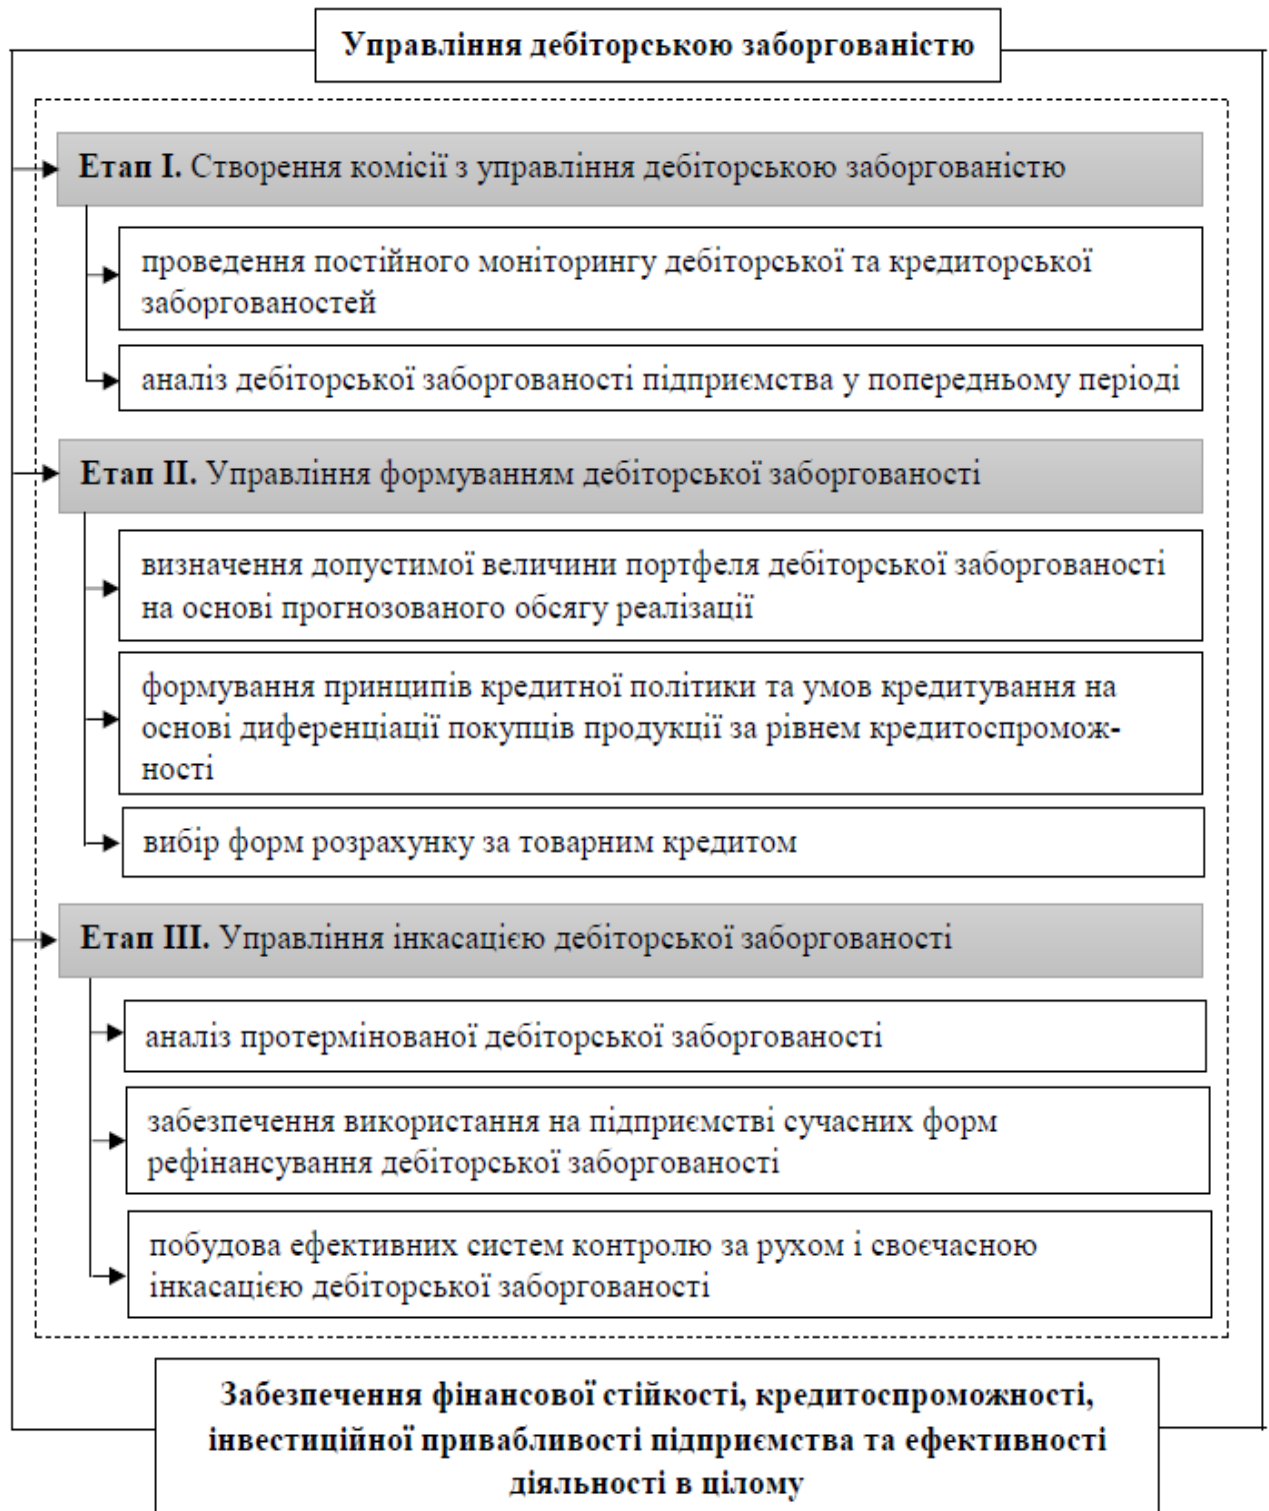 Управління дебіторською заборгованістю
Етап I. Створення комісії з управління дебіторською заборгованістю
проведення постійного моніторингу дебіторської та кредиторської
заборгованостей
аналіз дебіторської заборгованості підприємства у попередньому періоді
Етап II. Управління формуванням дебіторської заборгованості
визначення допустимої величини портфеля дебіторської заборгованості
на основі прогнозованого обсягу реалізації
формування принципів кредитної політики та умов кредитування на
основі диференціації покупців продукції за рівнем кредитоспромож-
ності
вибір форм розрахунку за товарним кредитом
Етап III. Управління інкасацією дебіторської заборгованості
аналіз протермінованої дебіторської заборгованості
забезпечення використання на підприємстві сучасних форм
рефінансування дебіторської заборгованості
побудова ефективних систем контролю за рухом і своєчасною
інкасацією дебіторської заборгованості
Забезпечення фінансової стійкості, кредитоспроможності,
інвестиційної привабливості підприємства та ефективності
діяльності в цілому